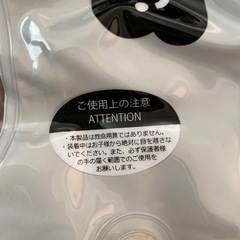 ご使用上の注意
ATTENTION
・本製品は救命用具ではありません。
・装着中はお子様から絶対に目を離さ
ないでください。また、必ず保護者様
の手の届く範囲でのご使用を
お願いします。